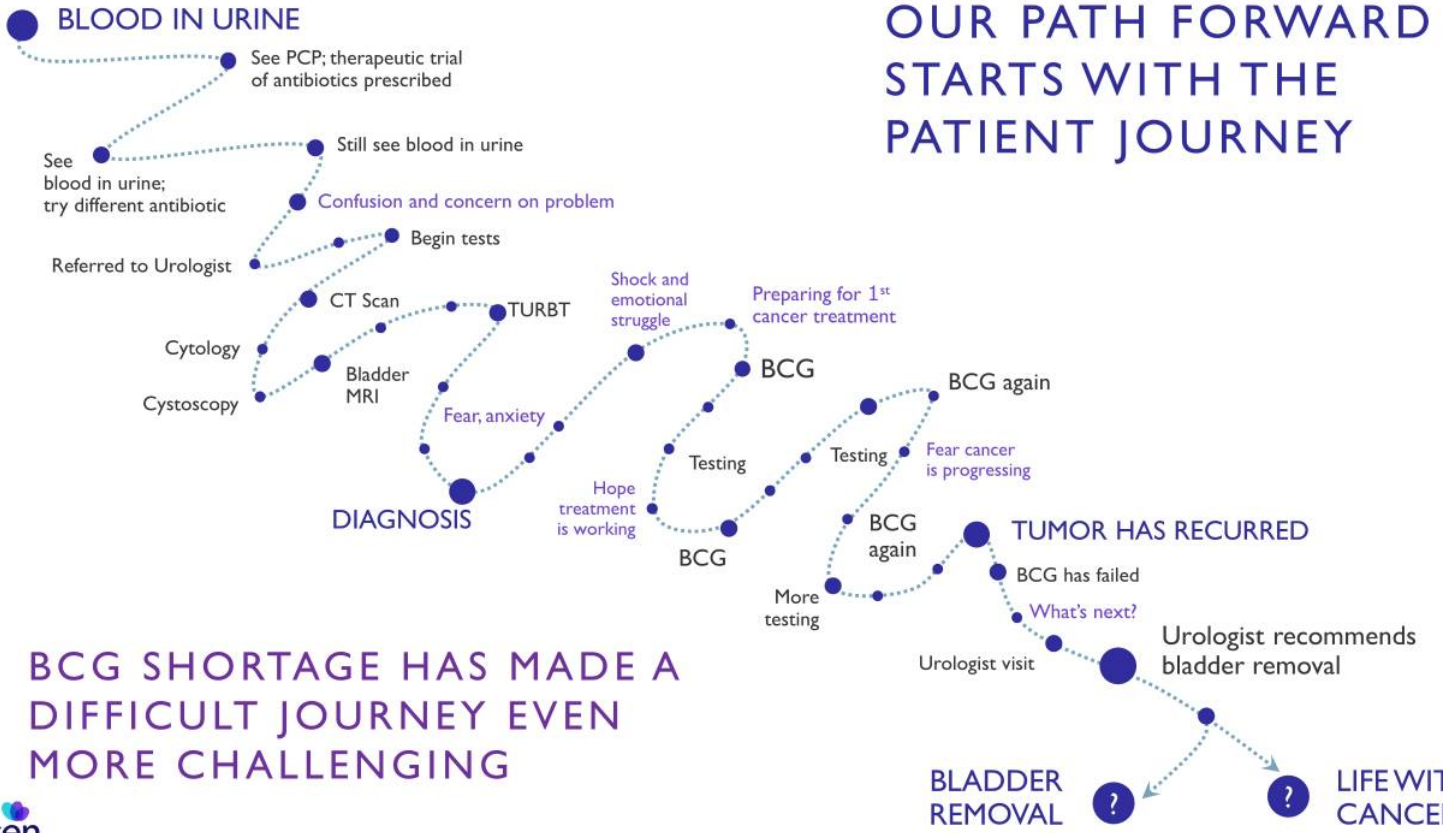 BLOOD IN URINE
OUR PATH FORWARD
STARTS WITH THE
PATIENT JOURNEY
See PCP; therapeutic trial
of antibiotics prescribed
See
blood in urine;
try different antibiotic
Still see blood in urine
Confusion and concern on problem
Begin tests
Referred to Urologist
CT Scan
Cytology
Cystoscopy
Bladder
MRI
TURBT
Fear, anxiety
DIAGNOSIS
Shock and
emotional
struggle
Preparing for 1st
cancer treatment
BCG
Testing
Hope
treatment
is working
BCG
Testing
BCG again
Fear cancer
is progressing
BCG
again
More
testing
TUMOR HAS RECURRED
BCG has failed
What's next?
Urologist visit
Urologist recommends
bladder removal
BCG SHORTAGE HAS MADE A
DIFFICULT JOURNEY EVEN
MORE CHALLENGING
BLADDER
REMOVAL
?
?
LIFE WIT
CANCE